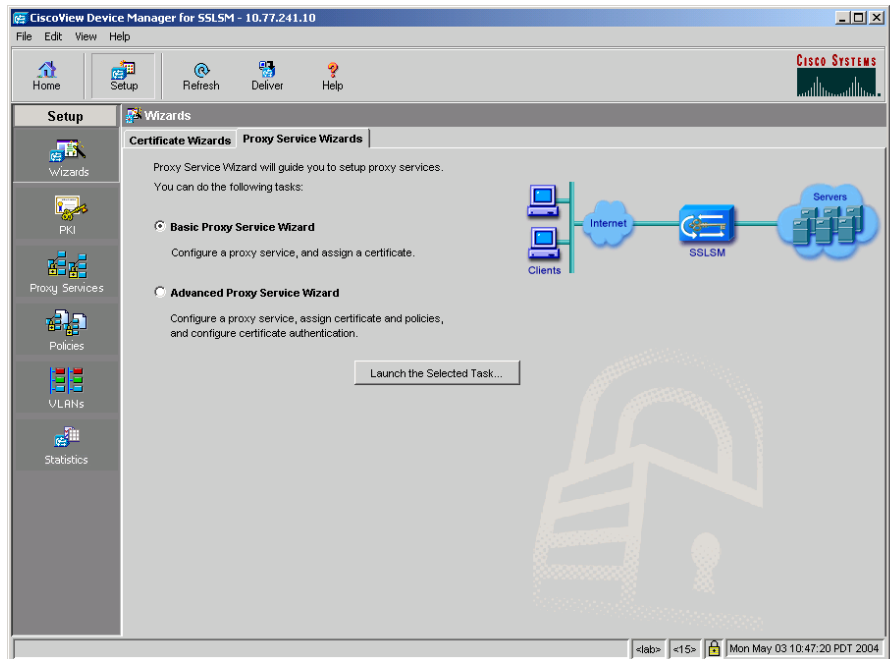 CiscoView Device Manager for SSLSM - 10.77.241.10
File Edit View Help
Home Setup Refresh Deliver Help
CISCO SYSTEMS
Setup
Wizards
Certificate Wizards Proxy Service Wizards
Wizards
PKI
Proxy Services
Policies
VLANs
Statistics
Proxy Service Wizard will guide you to setup proxy services.
You can do the following tasks:
Basic Proxy Service Wizard
Configure a proxy service, and assign a certificate.
Advanced Proxy Service Wizard
Configure a proxy service, assign certificate and policies,
and configure certificate authentication.
Launch the Selected Task...
Clients
Internet
SSLSM
Servers
<lab> <15> Mon May 03 10:47:20 PDT 2004